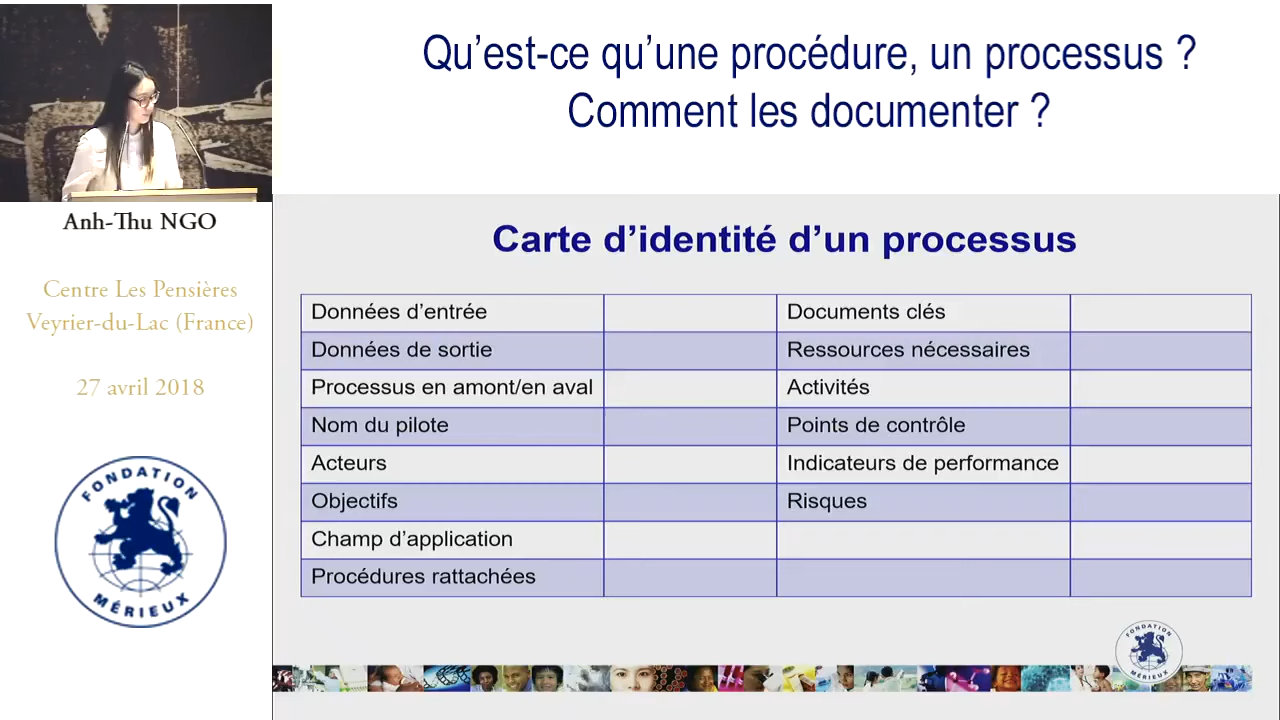 Qu’est-ce qu’une procédure, un processus ?
Comment les documenter ?
Anh-Thu NGO
Centre Les Pensières
Veyrier-du-Lac (France)
27 avril 2018
FONDATION
MÉRIEUX
Carte d’identité d’un processus
Données d’entrée
Documents clés
Données de sortie
Ressources nécessaires
Processus en amont/en aval
Activités
Nom du pilote
Points de contrôle
Acteurs
Indicateurs de performance
Objectifs
Risques
Champ d’application
Procédures rattachées
FONDATION
MÉRIEUX